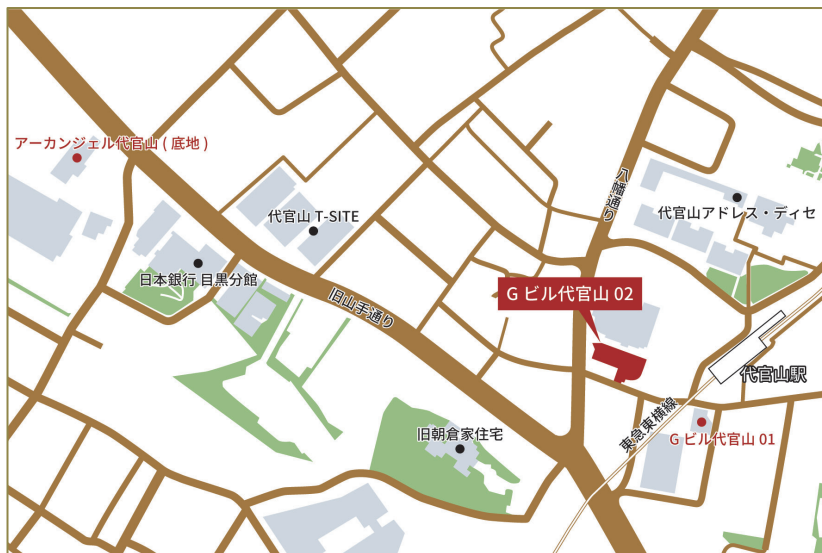 アーカンジェル代官山 ( 底地 )
八幡通り
代官山 T-SITE
代官山アドレス・ディセ
日本銀行 目黒分館
G ビル代官山 02
旧山手通り
代官山駅
東急東横線
旧朝倉家住宅
G ビル代官山 01